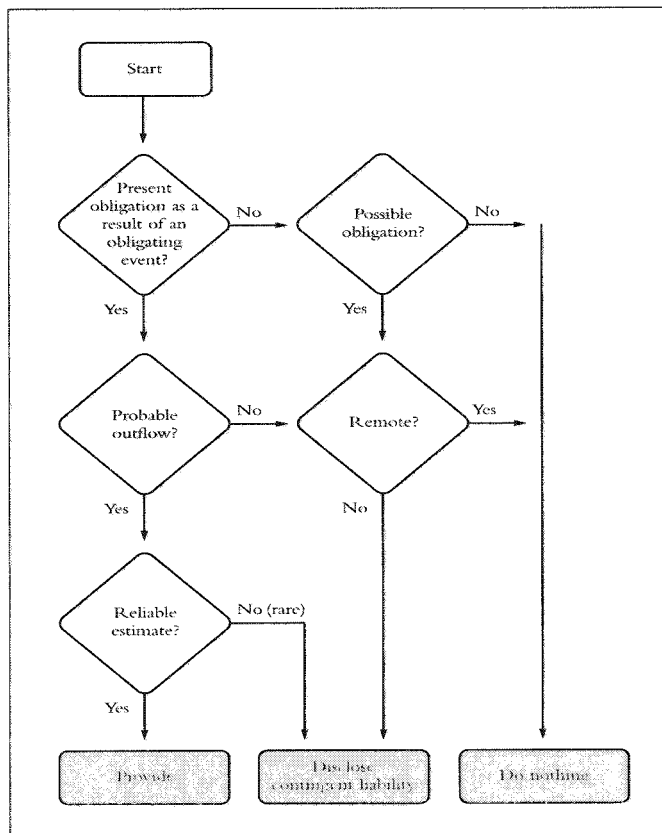 Start
Present
obligation as a
result of an
obligating
event?
No
Possible
obligation?
No
Yes
Yes
Probable
outflow?
No
Remote?
Yes
Yes
No
Reliable
estimate?
No (rare)
Yes
Provide
Disclose
contingent liability
Do nothing